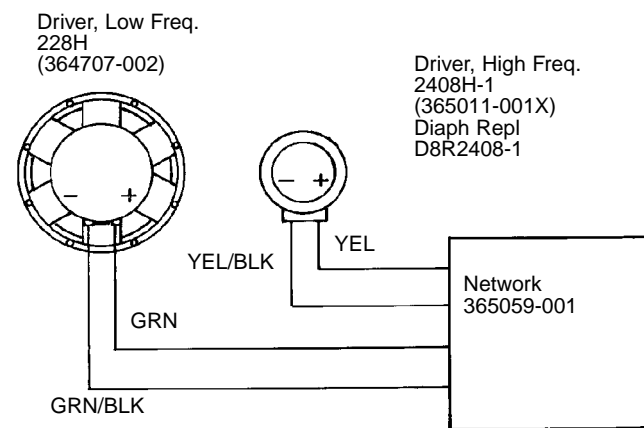 Driver, Low Freq.
228H
(364707-002)
Driver, High Freq.
2408H-1
(365011-001X)
Diaph Repl
D8R2408-1
– +
– +
YEL/BLK
YEL
Network
365059-001
GRN
GRN/BLK